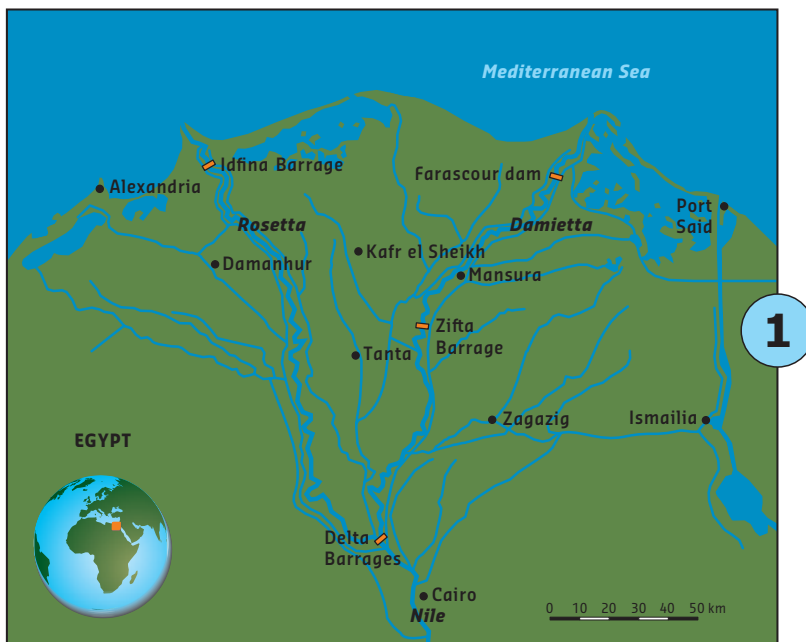 Mediterranean Sea
Idfina Barrage
Farascour dam
Alexandria
Port
Said
Rosetta
Damietta
Kafr el Sheikh
Damanhur
Mansura
1
Zifta
Barrage
Tanta
Zagazig
Ismailia
EGYPT
Delta
Barrages
Cairo
Nile
0 10 20 30 40 50 km